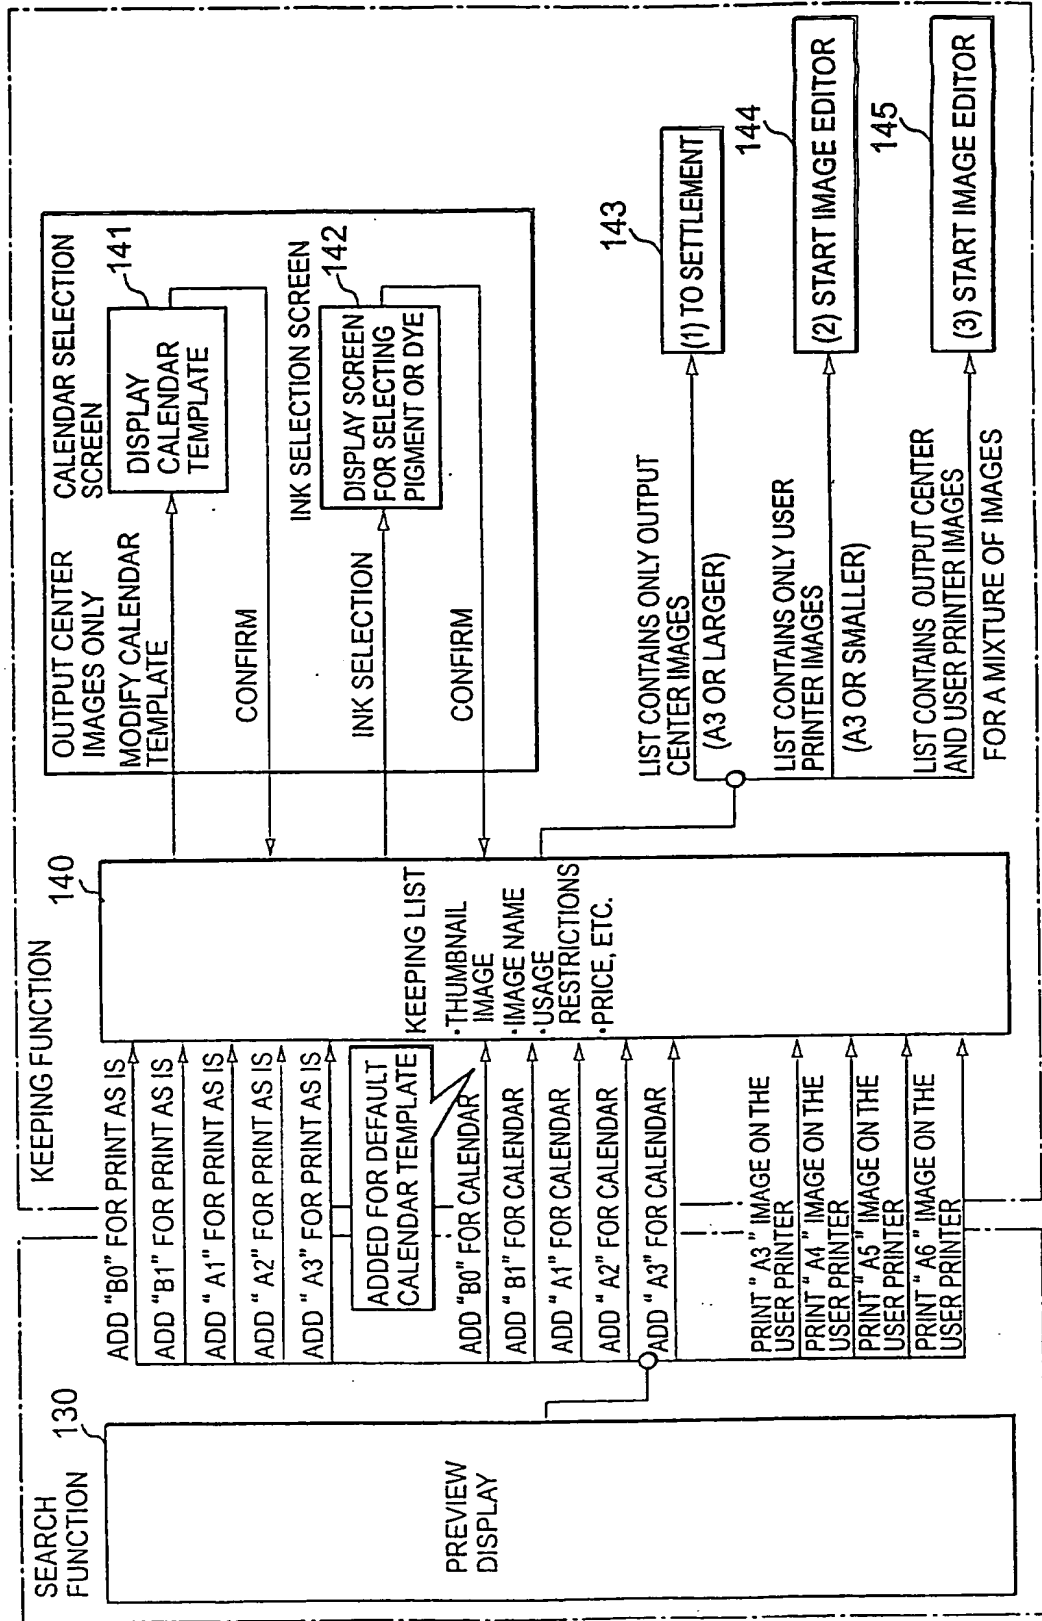 SEARCH
FUNCTION
130
PREVIEW
DISPLAY
KEEPING FUNCTION
ADD "B0" FOR PRINT AS IS
ADD "B1" FOR PRINT AS IS
ADD " A1" FOR PRINT AS IS
ADD " A2" FOR PRINT AS IS
ADD " A3" FOR PRINT AS IS
ADDED FOR DEFAULT
CALENDAR TEMPLATE
ADD "B0" FOR CALENDAR
ADD " B1" FOR CALENDAR
ADD " A1" FOR CALENDAR
ADD " A2" FOR CALENDAR
ADD " A3" FOR CALENDAR
PRINT " A3 " IMAGE ON THE
USER PRINTER
PRINT " A4 " IMAGE ON THE
USER PRINTER
PRINT " A5 " IMAGE ON THE
USER PRINTER
PRINT " A6 " IMAGE ON THE
USER PRINTER
140
KEEPING LIST
·THUMBNAIL
IMAGE
·IMAGE NAME
·USAGE
RESTRICTIONS
·PRICE, ETC.
OUTPUT CENTER
IMAGES ONLY
CALENDAR SELECTION
SCREEN
MODIFY CALENDAR
TEMPLATE
141
DISPLAY
CALENDAR
TEMPLATE
CONFIRM
INK SELECTION SCREEN
INK SELECTION
142
DISPLAY SCREEN
FOR SELECTING
PIGMENT OR DYE
CONFIRM
LIST CONTAINS ONLY OUTPUT
CENTER IMAGES
(A3 OR LARGER)
143
(1) TO SETTLEMENT
LIST CONTAINS ONLY USER
PRINTER IMAGES
(A3 OR SMALLER)
144
(2) START IMAGE EDITOR
LIST CONTAINS OUTPUT CENTER
AND USER PRINTER IMAGES
FOR A MIXTURE OF IMAGES
145
(3) START IMAGE EDITOR